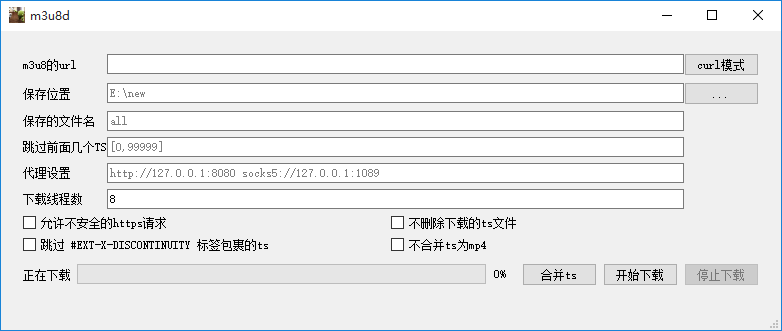 m3u8d
m3u8的url
curl模式
保存位置 E:\new ...
保存的文件名 all
跳过前面几个TS [0,99999]
代理设置 http://127.0.0.1:8080 socks5://127.0.0.1:1089
下载线程数 8
允许不安全的https请求 不删除下载的ts文件
跳过 #EXT-X-DISCONTINUITY 标签包裹的ts 不合并ts为mp4
正在下载 0% 合并ts 开始下载 停止下载